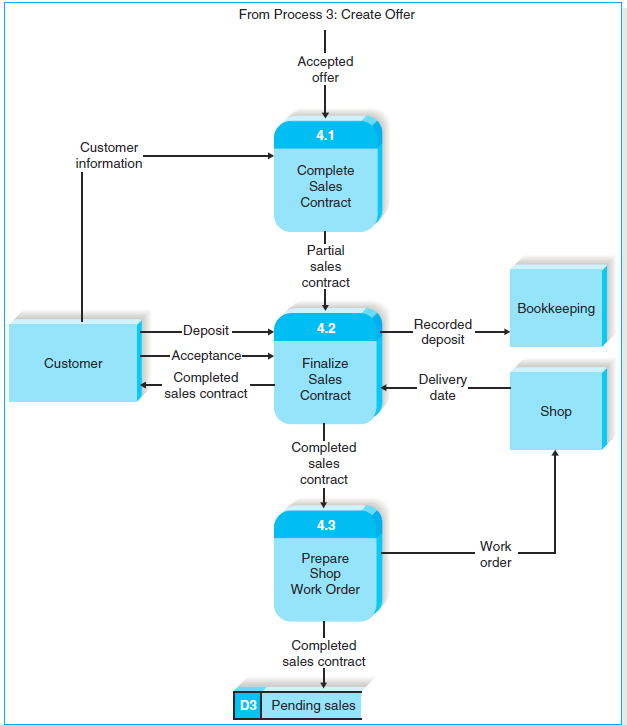 From Process 3: Create Offer
Accepted
offer
4.1
Complete
Sales
Contract
Customer
information
Partial
sales
contract
4.2
Finalize
Sales
Contract
Customer
Deposit
Acceptance
Completed
sales contract
Recorded
deposit
Bookkeeping
Delivery
date
Shop
Completed
sales
contract
4.3
Prepare
Shop
Work Order
Work
order
Completed
sales contract
D3 Pending sales